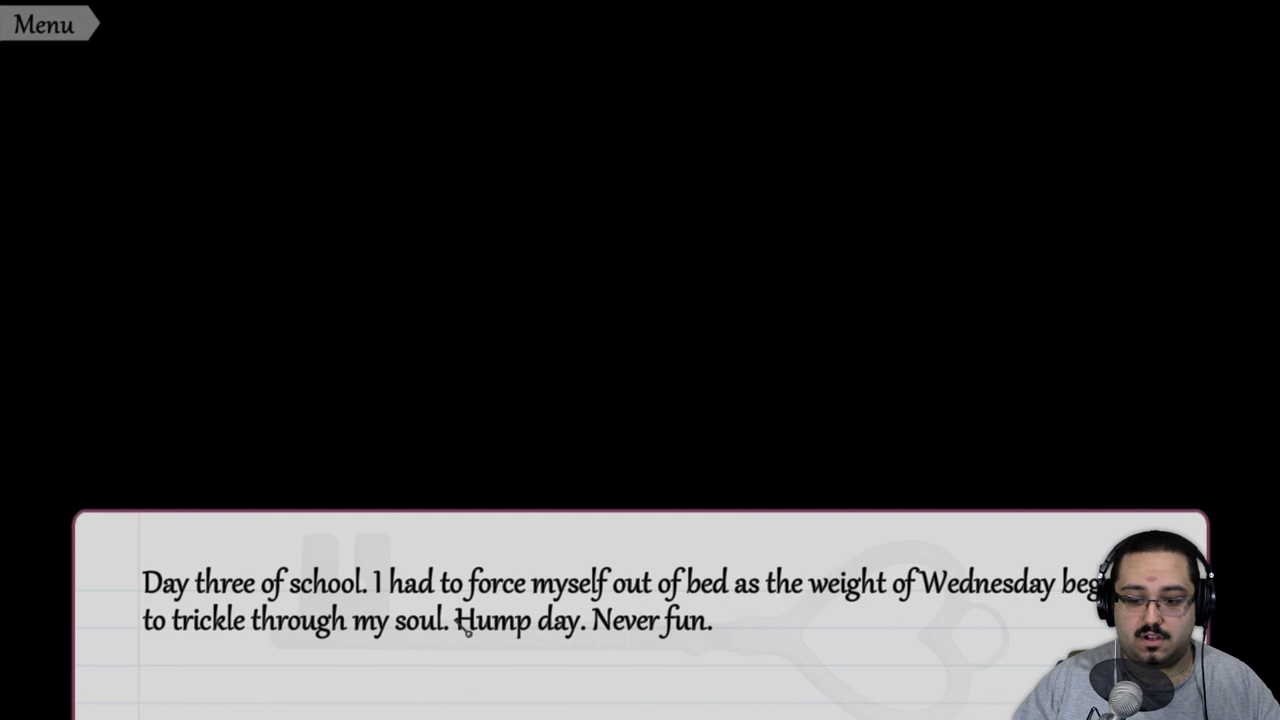 Menu
Day three of school. I had to force myself out of bed as the weight of Wednesday
to trickle through my soul. Hump day. Never fun.